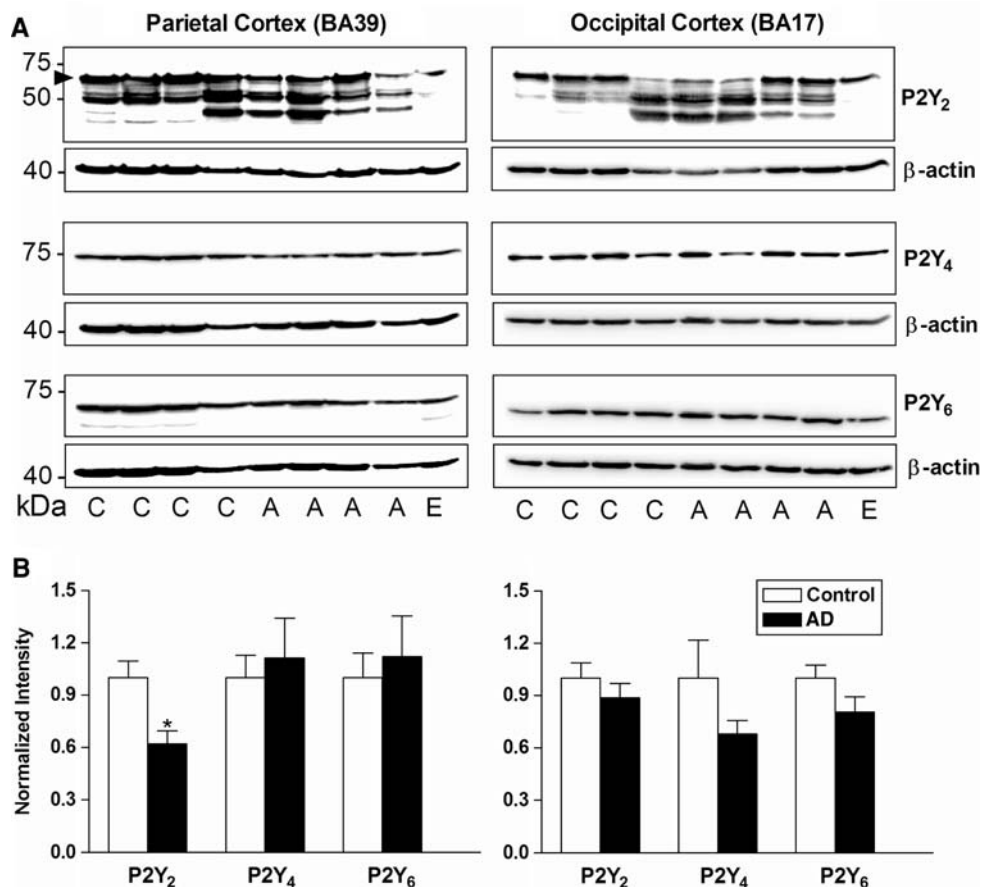 A
Parietal Cortex (BA39)
Occipital Cortex (BA17)
75
50
P2Y₂
40
β-actin
75
P2Y₄
40
β-actin
75
P2Y₆
40
β-actin
kDa C C C C A A A A E
C C C C A A A A E
B
Normalized Intensity
1.5
1.2
0.9
0.6
0.3
0.0
*
P2Y₂ P2Y₄ P2Y₆
1.5
1.2
0.9
0.6
0.3
0.0
Control
AD
P2Y₂ P2Y₄ P2Y₆